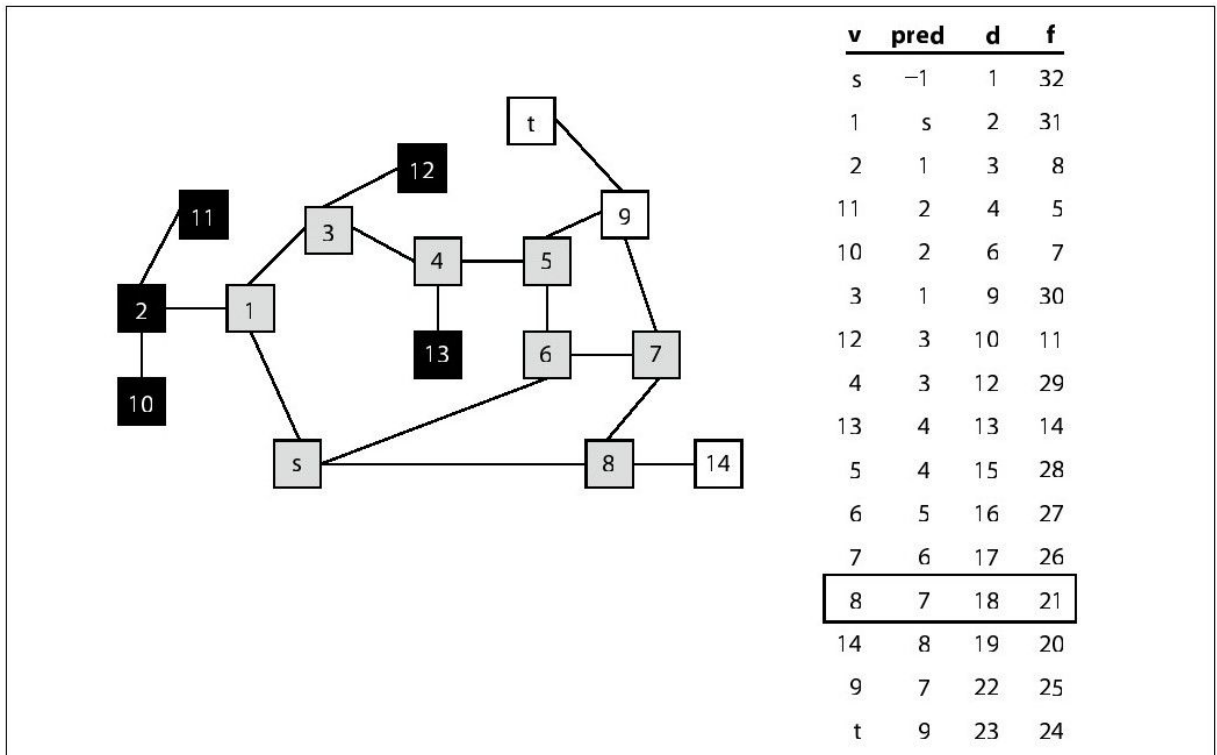 t
12
11
9
3
4
5
2
1
13
6
7
10
s
8
14
v pred d f
s –1 1 32
1 s 2 31
2 1 3 8
11 2 4 5
10 2 6 7
3 1 9 30
12 3 10 11
4 3 12 29
13 4 13 14
5 4 15 28
6 5 16 27
7 6 17 26
8 7 18 21
14 8 19 20
9 7 22 25
t 9 23 24